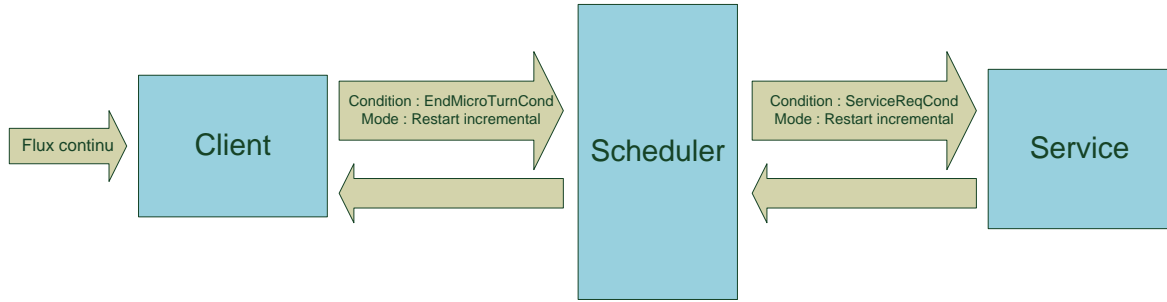 Flux continu
Client
Condition : EndMicroTurnCond
Mode : Restart incremental
Scheduler
Condition : ServiceReqCond
Mode : Restart incremental
Service